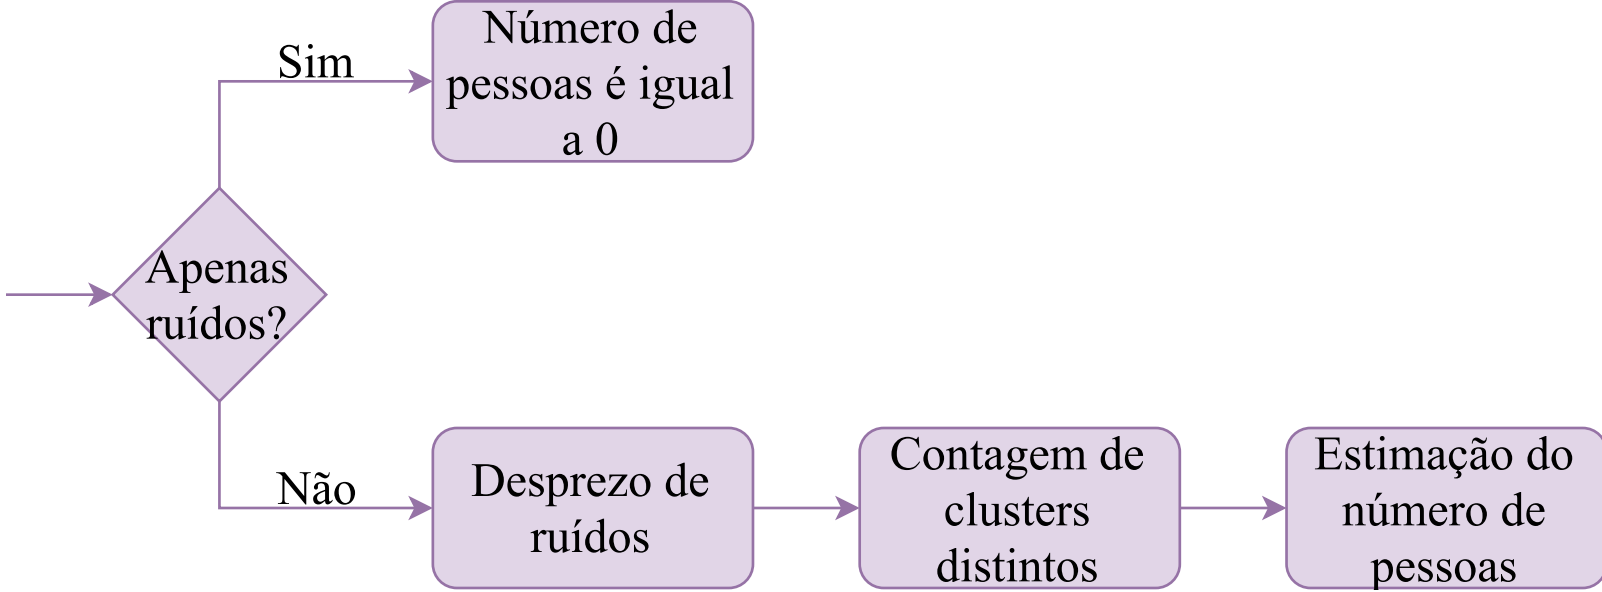 Sim
Número de
pessoas é igual
a 0
Apenas
ruídos?
Não
Desprezo de
ruídos
Contagem de
clusters
distintos
Estimação do
número de
pessoas